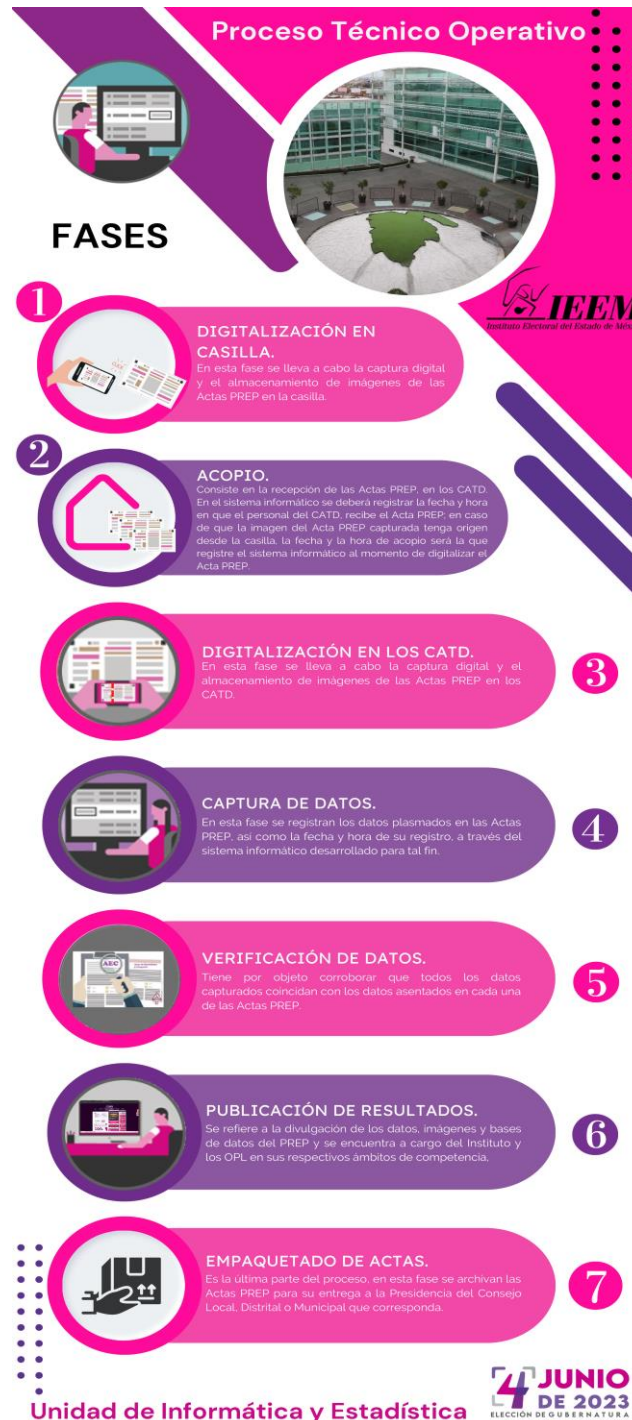 Proceso Técnico Operativo
FASES
IEEM
Instituto Electoral del Estado de Méx
1
DIGITALIZACIÓN EN
CASILLA.
En esta fase se lleva a cabo la captura digital
y el almacenamiento de imágenes de las
Actas PREP en la casilla.
2
ACOPIO.
Consiste en la recepción de las Actas PREP, en los CATD.
En el sistema informático se deberá registrar la fecha y hora
en que el personal del CATD, recibe el Acta PREP; en caso
de que la imagen del Acta PREP capturada tenga origen
desde la casilla, la fecha y la hora de acopio será la que
registre el sistema informático al momento de digitalizar el
Acta PREP.
DIGITALIZACIÓN EN LOS CATD.
En esta fase se lleva a cabo la captura digital y el
almacenamiento de imágenes de las Actas PREP en los
CATD.
3
CAPTURA DE DATOS.
En esta fase se registran los datos plasmados en las Actas
PREP, así como la fecha y hora de su registro, a través del
sistema informático desarrollado para tal fin.
4
AEC
VERIFICACIÓN DE DATOS.
Tiene por objeto corroborar que todos los datos
capturados coincidan con los datos asentados en cada una
de las Actas PREP.
5
PUBLICACIÓN DE RESULTADOS.
Se refiere a la divulgación de los datos, imágenes y bases
de datos del PREP y se encuentra a cargo del Instituto y
los OPL en sus respectivos ámbitos de competencia.
6
EMPAQUETADO DE ACTAS.
Es la última parte del proceso, en esta fase se archivan las
Actas PREP para su entrega a la Presidencia del Consejo
Local, Distrital o Municipal que corresponda.
7
4 JUNIO
DE 2023
ELECCIÓN DE GUBERNATURA
Unidad de Informática y Estadística